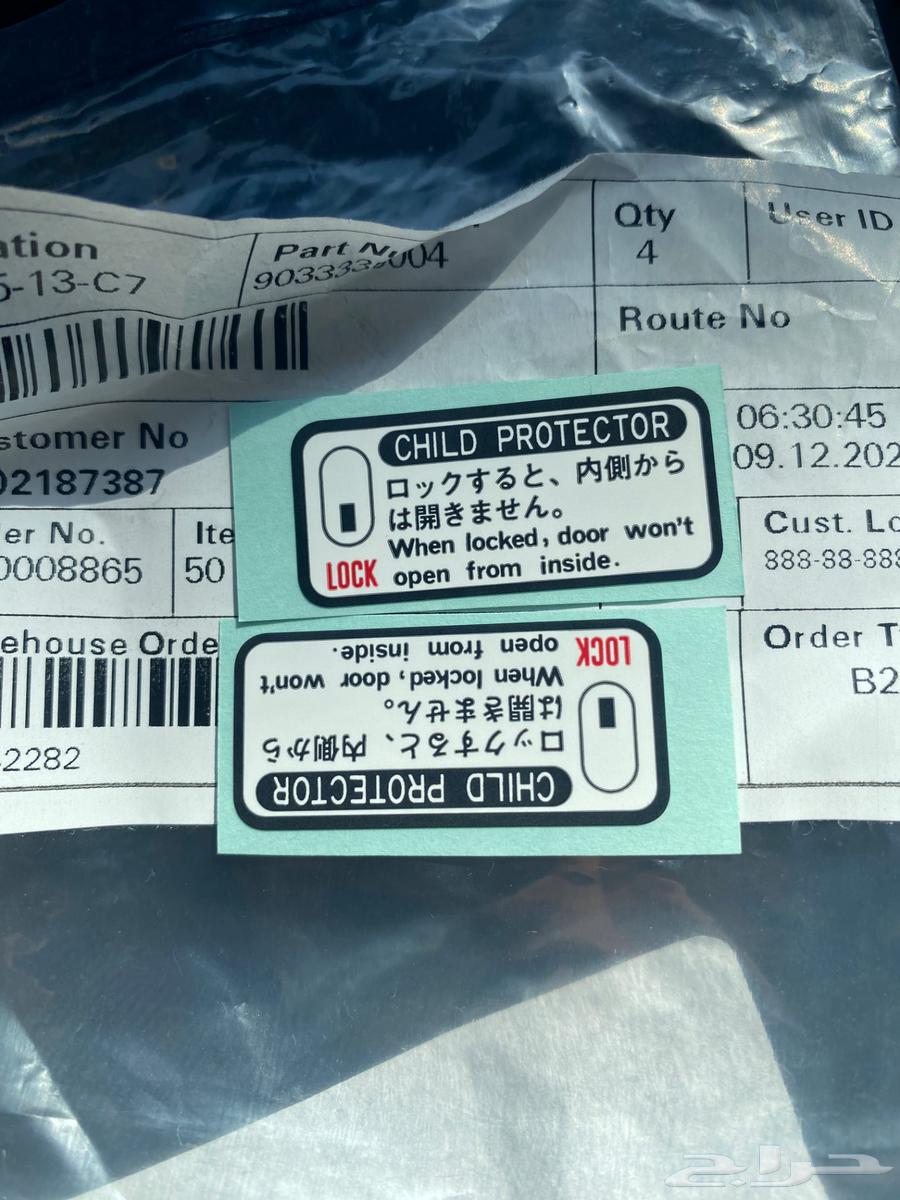 ation
5-13-C7
Part N
004
Qty
4
User ID
Route No
stomer No
02187387
06:30:45
09.12.202
er No.
0008865
Ite
50
Cust. Lo
888-88-888
ehouse Orde
-2282
Order T
B2
CHILD PROTECTOR
ロックすると、内側から
は開きません。
When locked, door won't
LOCK open from inside.
CHILD PROTECTOR
ロックすると、内側から
は開きません。
When locked, door won't
LOCK open from inside.
حراج